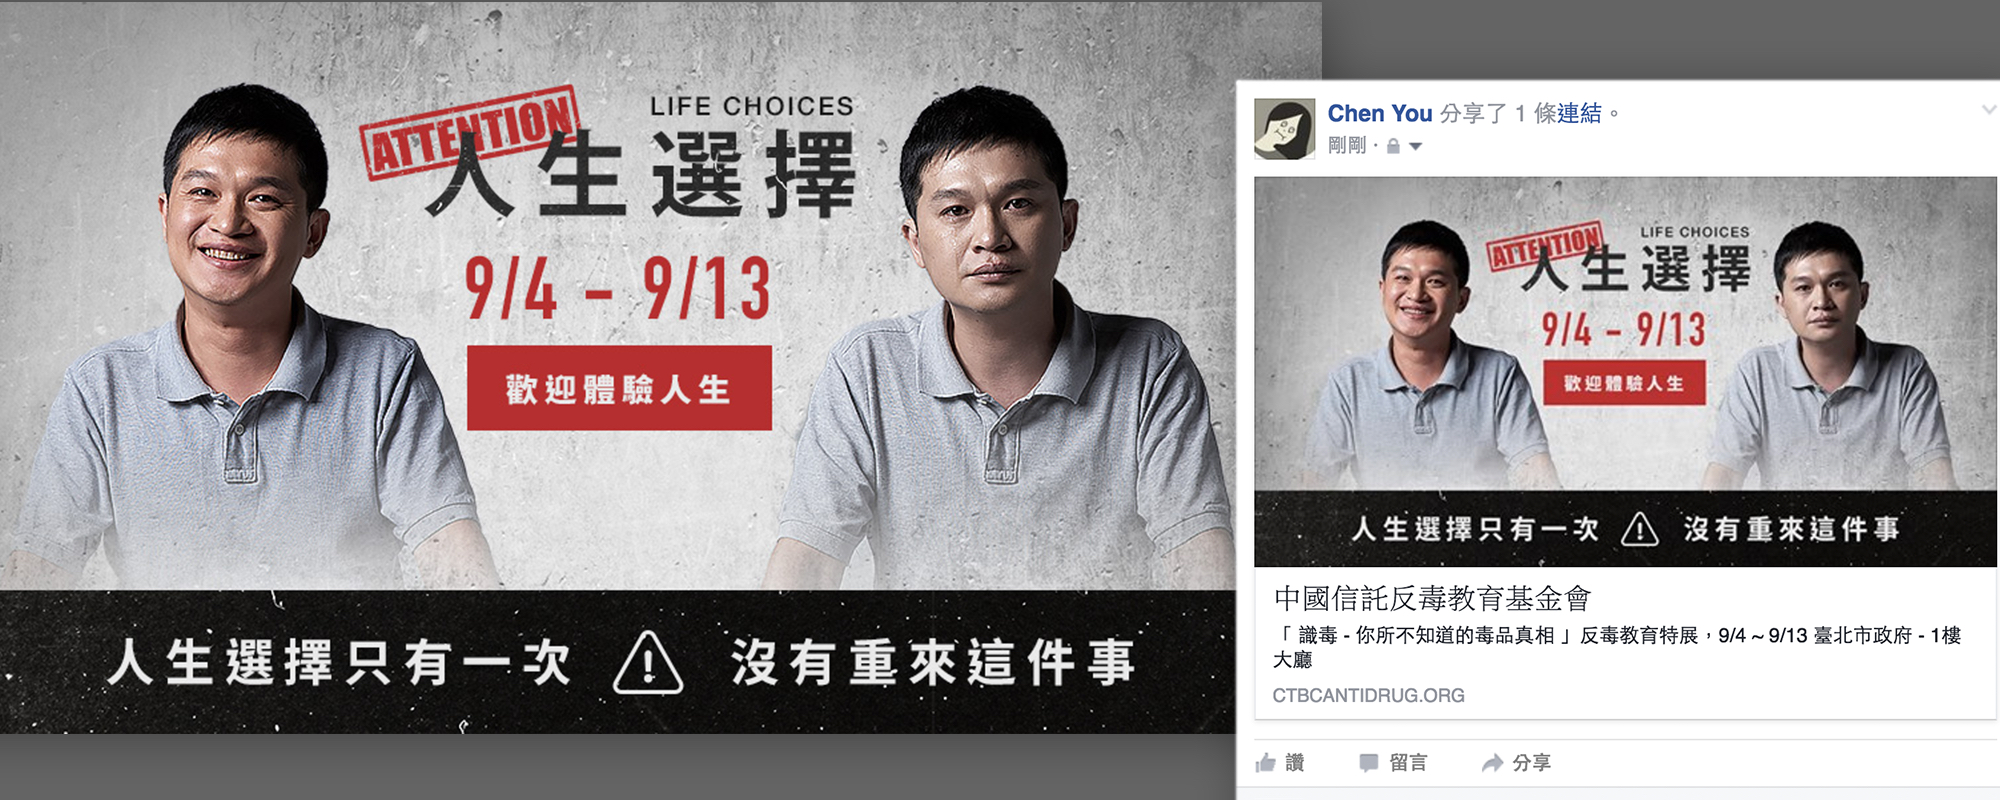 ATTENTION
LIFE CHOICES
人生選擇
9/4 - 9/13
歡迎體驗人生
人生選擇只有一次
沒有重來這件事
Chen You 分享了 1 條連結。
剛剛 ·
ATTENTION
LIFE CHOICES
人生選擇
9/4 - 9/13
歡迎體驗人生
人生選擇只有一次
沒有重來這件事
中國信託反毒教育基金會
「 識毒 - 你所不知道的毒品真相 」反毒教育特展，9/4 ~ 9/13 臺北市政府 - 1樓
大廳
CTBCANTIDRUG.ORG
讚
留言
分享